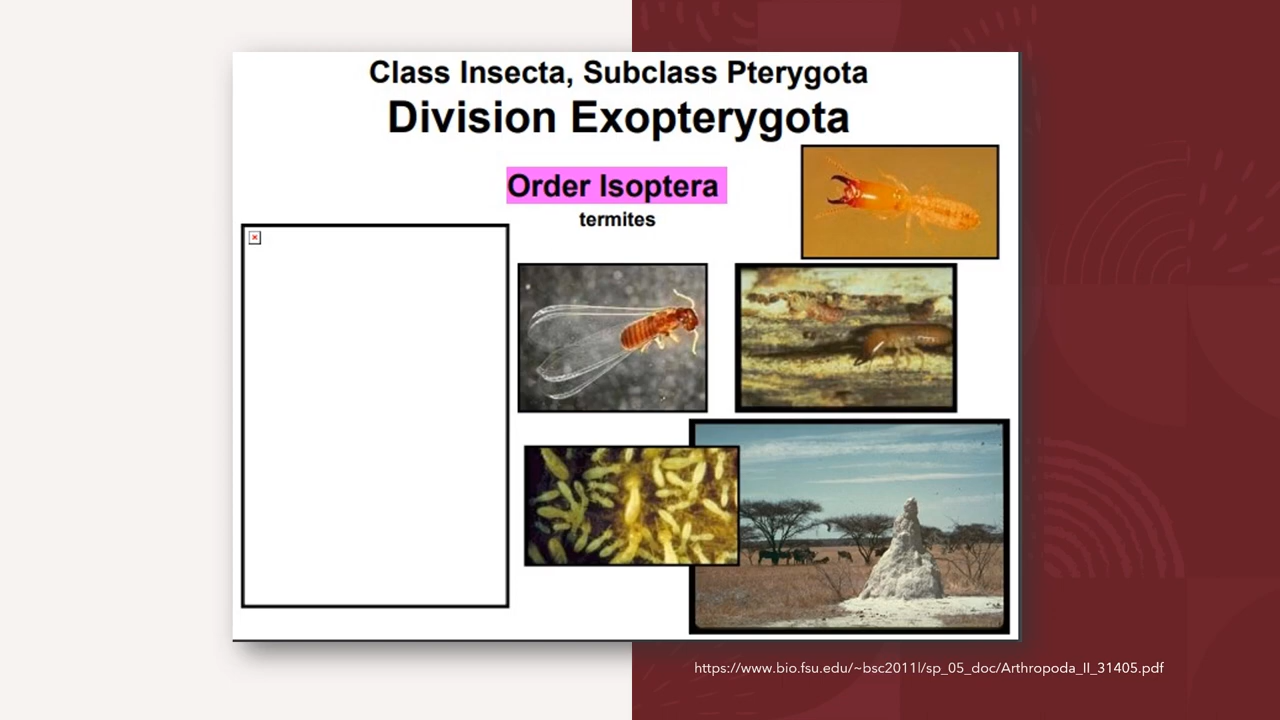 Class Insecta, Subclass Pterygota
Division Exopterygota
Order Isoptera
termites
https://www.bio.fsu.edu/~bsc2011l/sp_05_doc/Arthropoda_II_31405.pdf